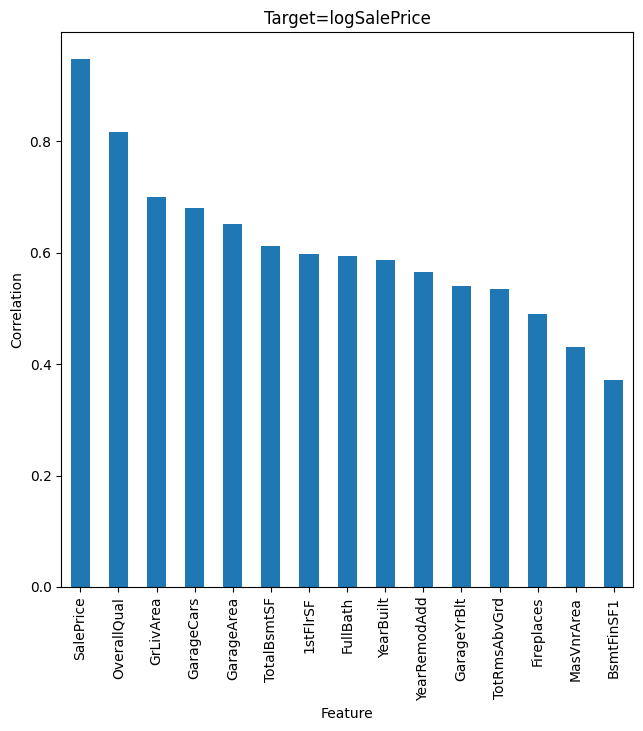 Target=logSalePrice
Correlation
0.8
0.6
0.4
0.2
0.0
SalePrice
OverallQual
GrLivArea
GarageCars
GarageArea
TotalBsmtSF
1stFlrSF
FullBath
YearBuilt
YearRemodAdd
GarageYrBlt
TotRmsAbvGrd
Fireplaces
MasVnrArea
BsmtFinSF1
Feature